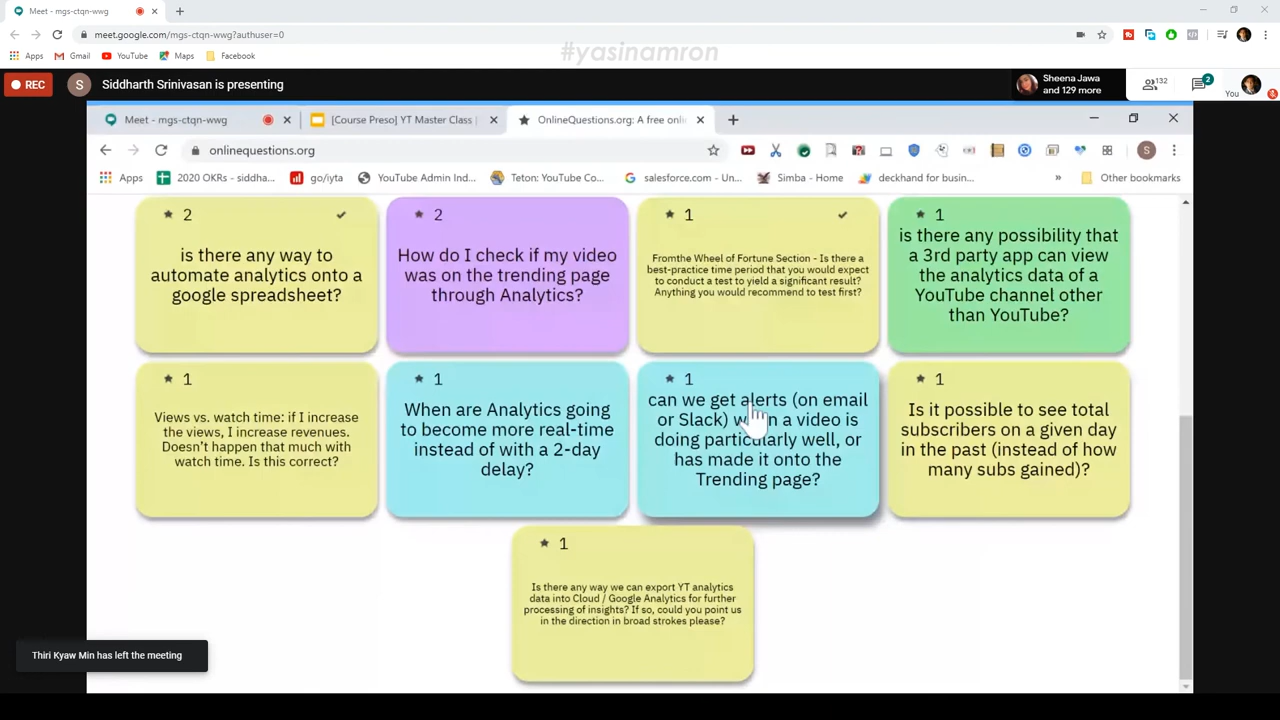 Meet - mgs-ctqn-wwg
meet.google.com/mgs-ctqn-wwg?authuser=0
#yasinamron
Apps
Gmail
YouTube
Maps
Facebook
REC
S
Siddharth Srinivasan is presenting
Sheena Jawa
and 129 more
132
2
You
Meet - mgs-ctqn-wwg
[Course Preso] YT Master Class |
OnlineQuestions.org: A free onli
onlinequestions.org
S
Apps
2020 OKRs - siddha...
go/iyta
YouTube Admin Ind...
Teton: YouTube Co...
salesforce.com - Un...
Simba - Home
deckhand for busin...
»
Other bookmarks
2
is there any way to
automate analytics onto a
google spreadsheet?
2
How do I check if my video
was on the trending page
through Analytics?
1
Fromthe Wheel of Fortune Section - Is there a
best-practice time period that you would expect
to conduct a test to yield a significant result?
Anything you would recommend to test first?
1
is there any possibility that
a 3rd party app can view
the analytics data of a
YouTube channel other
than YouTube?
1
Views vs. watch time: if I increase
the views, I increase revenues.
Doesn't happen that much with
watch time. Is this correct?
1
When are Analytics going
to become more real-time
instead of with a 2-day
delay?
1
can we get alerts (on email
or Slack) when a video is
doing particularly well, or
has made it onto the
Trending page?
1
Is it possible to see total
subscribers on a given day
in the past (instead of how
many subs gained)?
1
Is there any way we can export YT analytics
data into Cloud / Google Analytics for further
processing of insights? If so, could you point us
in the direction in broad strokes please?
Thiri Kyaw Min has left the meeting